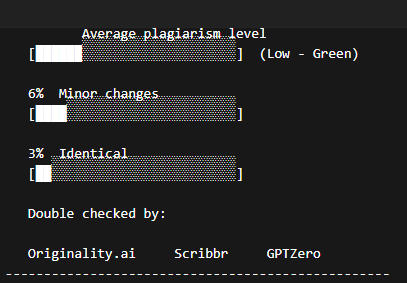 Average plagiarism level
[██████░░░░░░░░░░░░░░░░░░░░] (Low - Green)
6% Minor changes
[████░░░░░░░░░░░░░░░░░░░░░░]
3% Identical
[██░░░░░░░░░░░░░░░░░░░░░░░░]
Double checked by:
Originality.ai Scribbr GPTZero
--------------------------------------------------